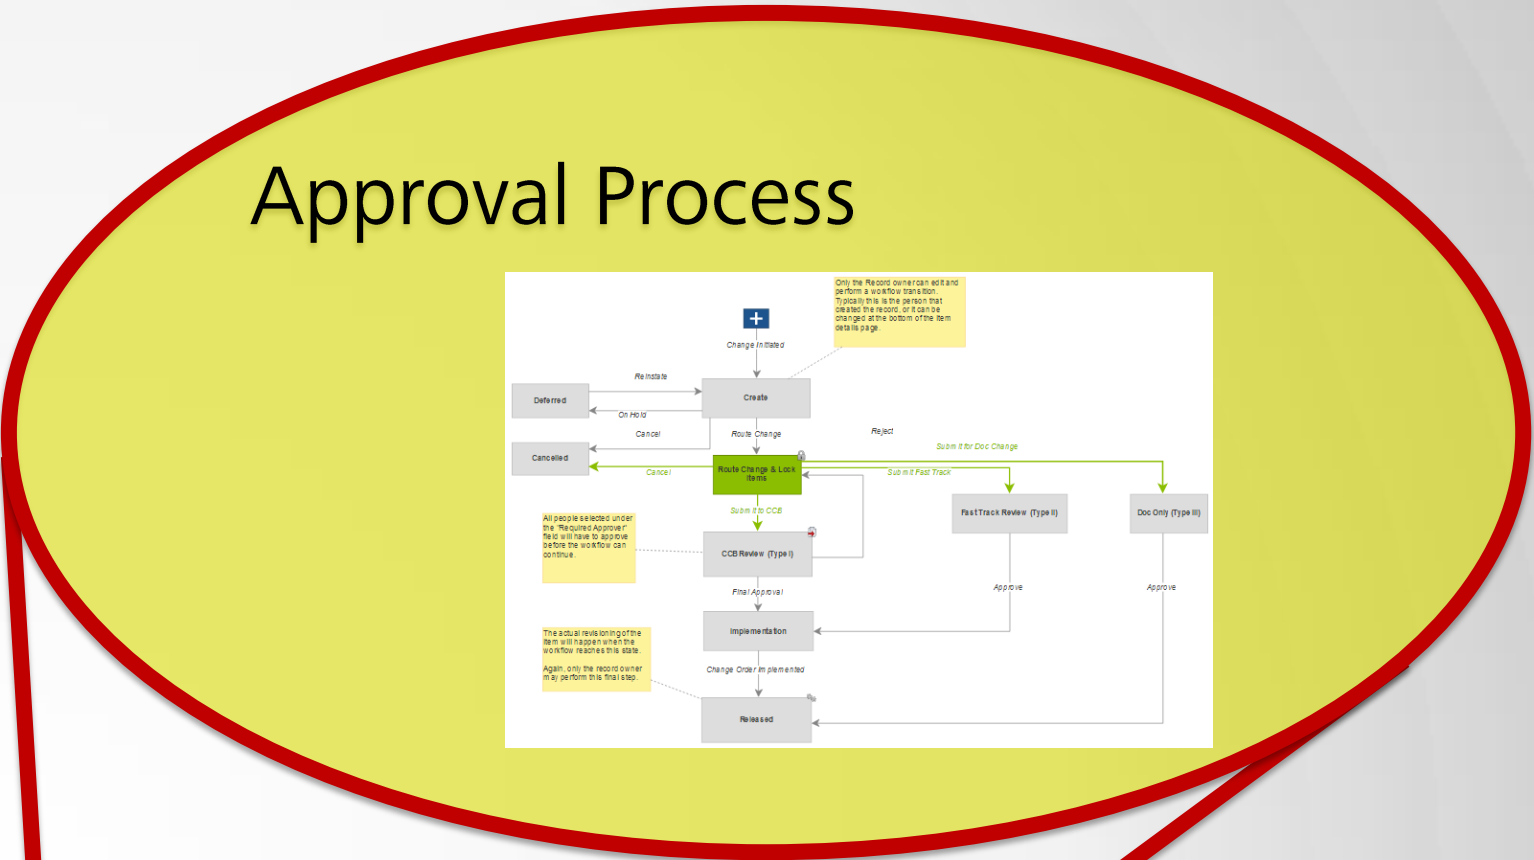 Approval Process
Only the Record owner can edit and
perform a workflow transition.
Typically this is the person that
created the record, or it can be
changed at the bottom of the item
details page.
Change Initiated
Reinstate
Deferred
Create
On Hold
Cancel
Route Change
Reject
Submit for Doc Change
Cancelled
Cancel
Route Change & Lock
Items
Submit Fast Track
Submit to CCB
Fast Track Review (Type II)
Doc Only (Type III)
All people selected under
the "Required Approver"
field will have to approve
before the workflow can
continue.
CCB Review (Type I)
Final Approval
Approve
Approve
Implementation
The actual revisioning of the
item will happen when the
workflow reaches this state.
Again, only the record owner
may perform this final step.
Change Order Implemented
Released